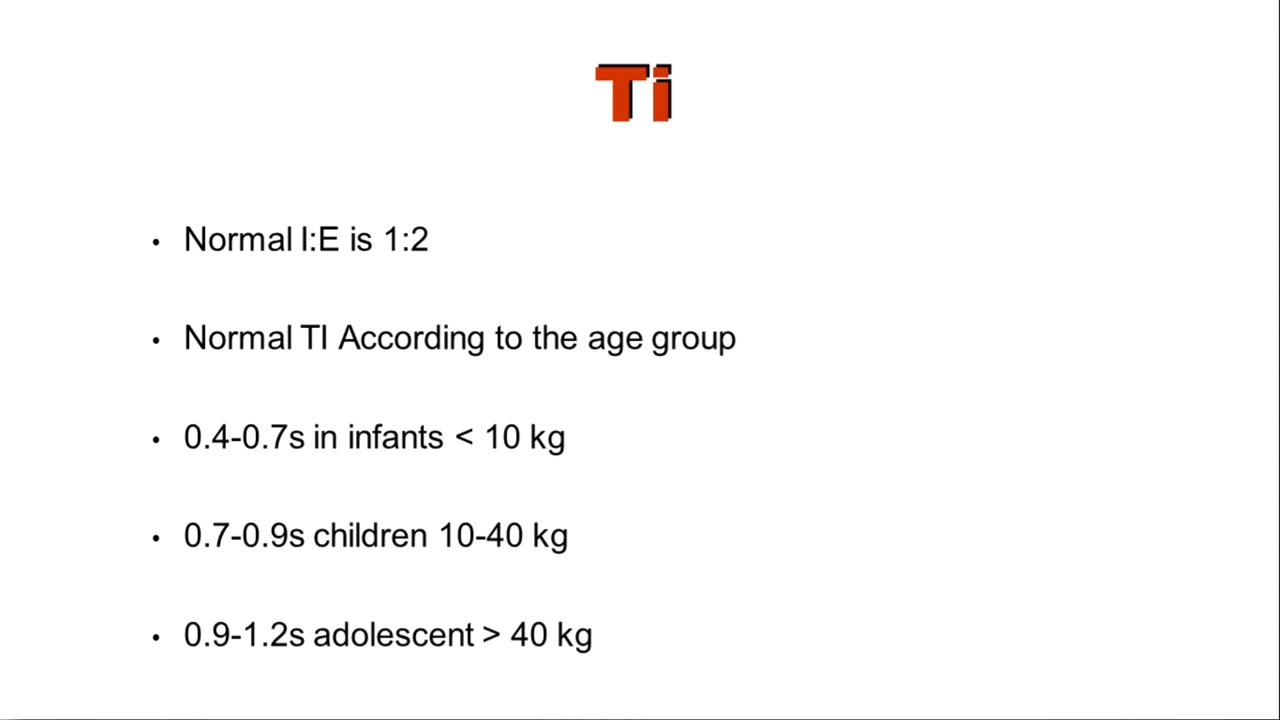 Ti
• Normal I:E is 1:2
• Normal TI According to the age group
• 0.4-0.7s in infants < 10 kg
• 0.7-0.9s children 10-40 kg
• 0.9-1.2s adolescent > 40 kg